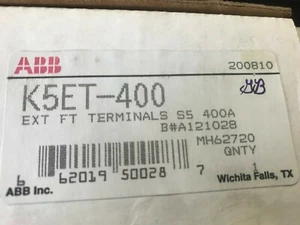 ABB
200810
K5ET-400
EXT FT TERMINALS S5 400A
B#A121028
MH62720
QNTY
6 62019 50028 7 1
ABB Inc. Wichita Falls, TX